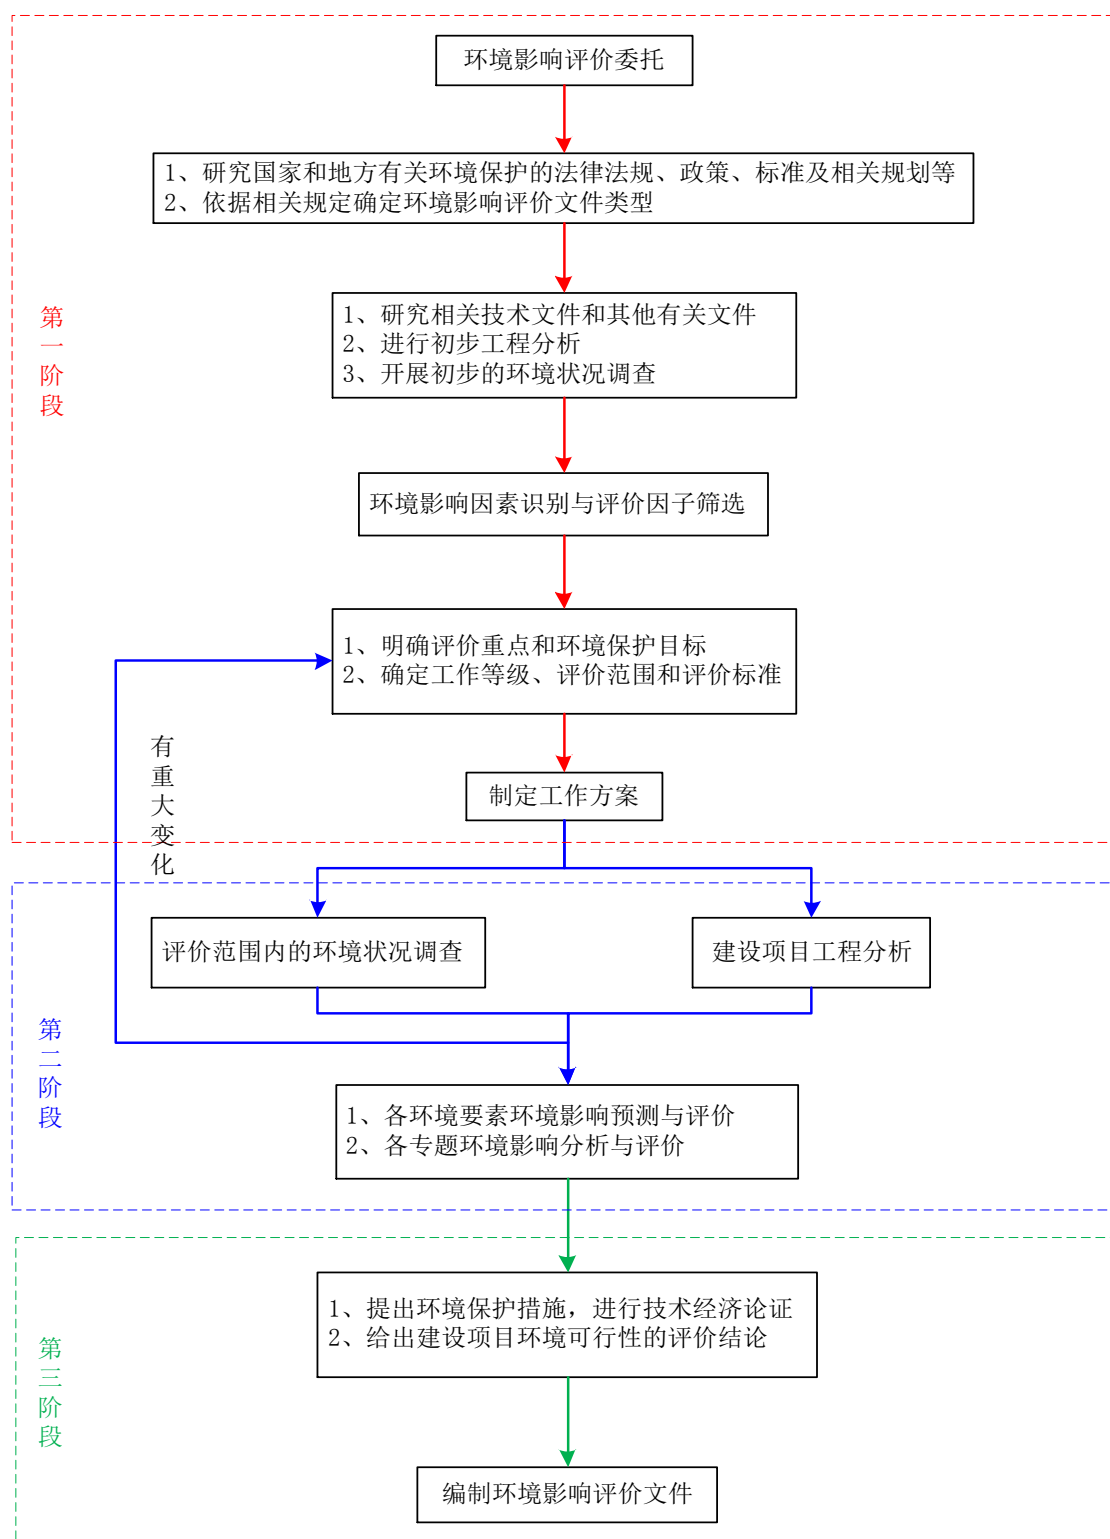 环境影响评价委托
1、研究国家和地方有关环境保护的法律法规、政策、标准及相关规划等
2、依据相关规定确定环境影响评价文件类型
第一阶段
1、研究相关技术文件和其他有关文件
2、进行初步工程分析
3、开展初步的环境状况调查
环境影响因素识别与评价因子筛选
1、明确评价重点和环境保护目标
2、确定工作等级、评价范围和评价标准
有重大变化
制定工作方案
评价范围内的环境状况调查
建设项目工程分析
第二阶段
1、各环境要素环境影响预测与评价
2、各专题环境影响分析与评价
第三阶段
1、提出环境保护措施，进行技术经济论证
2、给出建设项目环境可行性的评价结论
编制环境影响评价文件